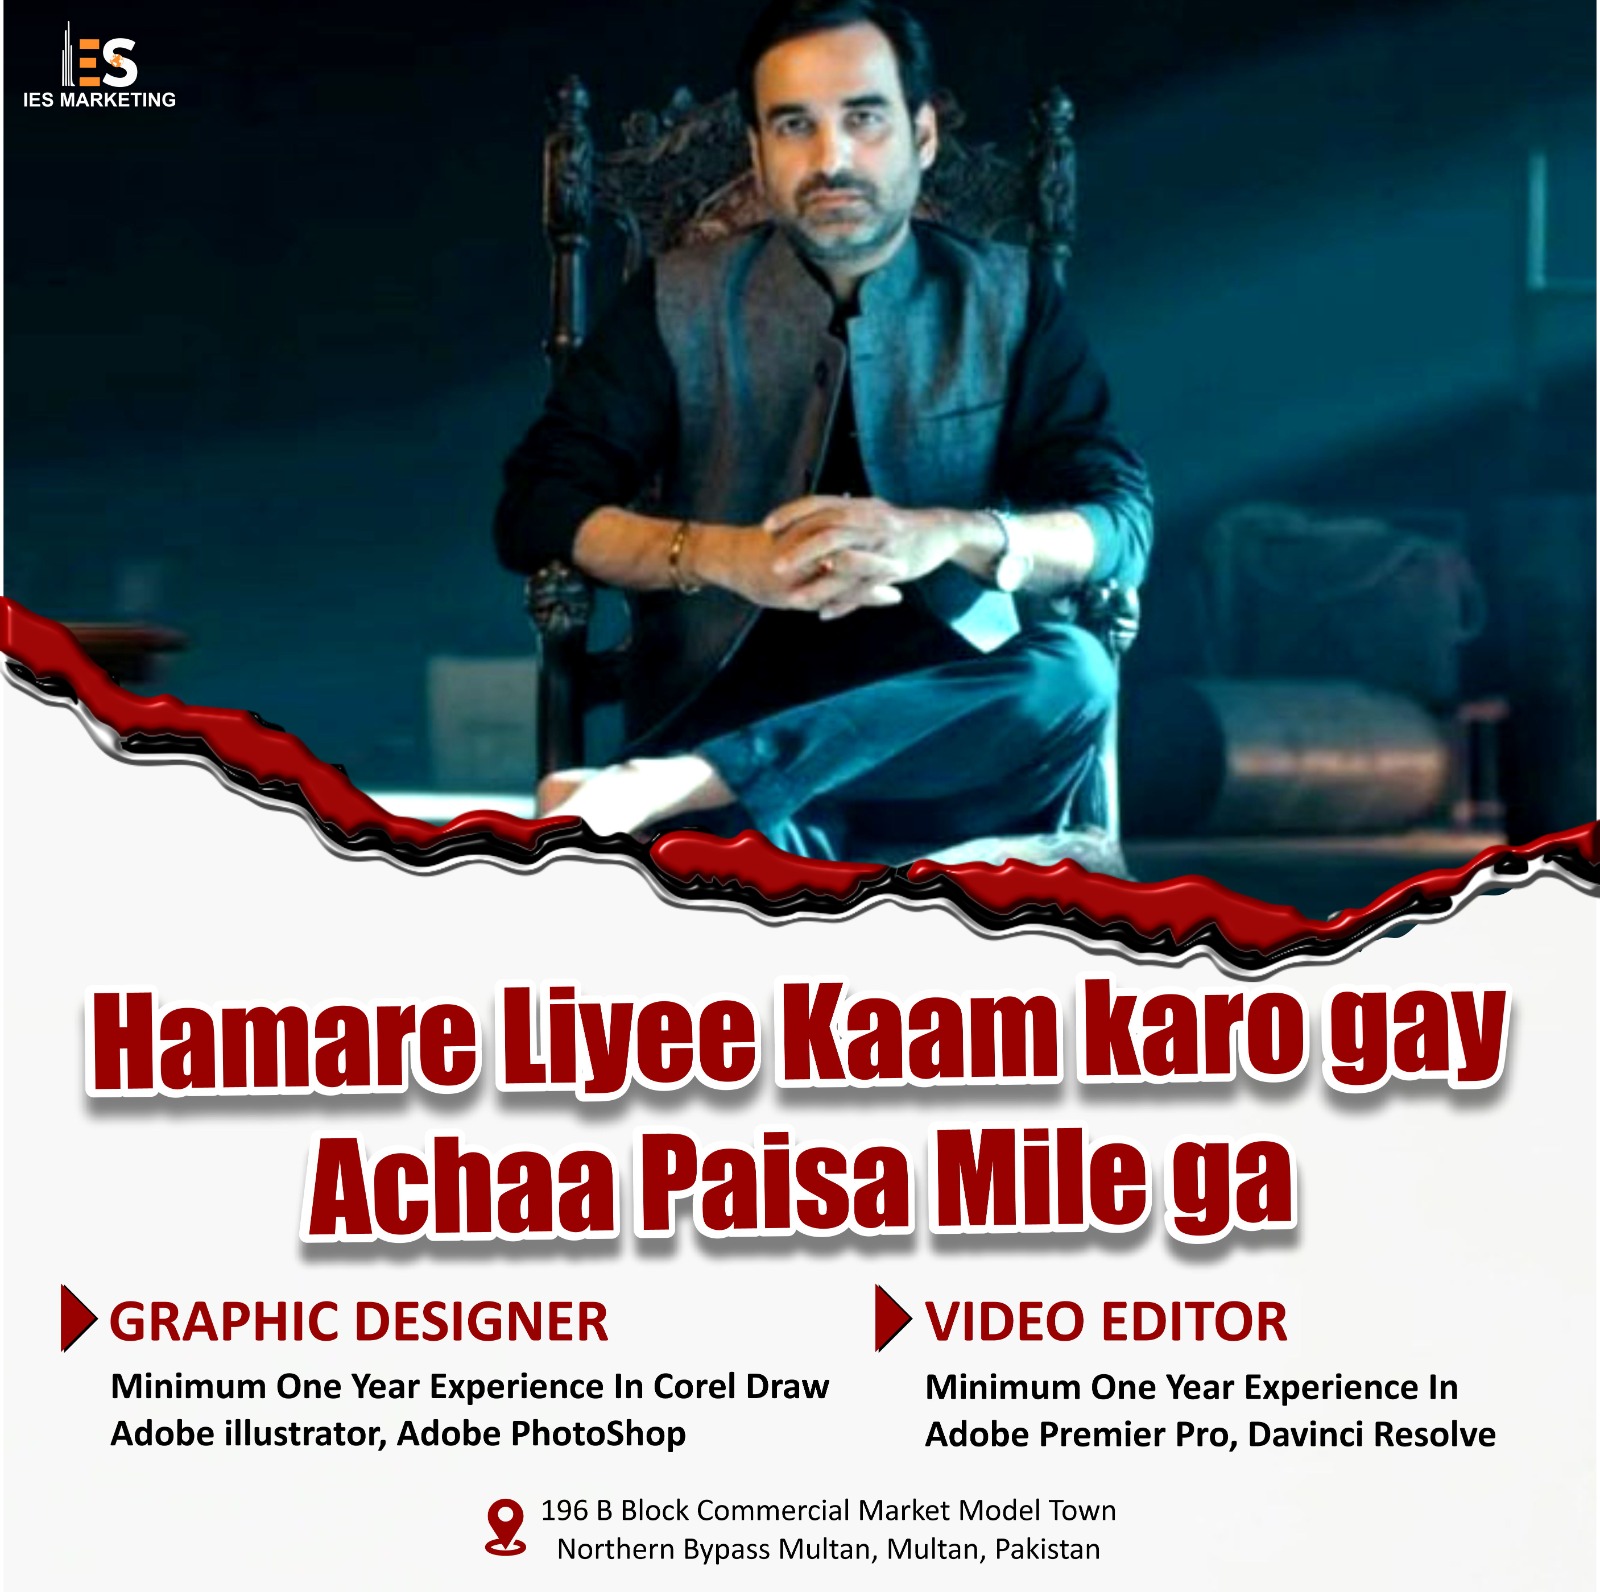 ES
IES MARKETING
Hamare Liyee Kaam karo gay
Achaa Paisa Mile ga
GRAPHIC DESIGNER
Minimum One Year Experience In Corel Draw
Adobe illustrator, Adobe PhotoShop
VIDEO EDITOR
Minimum One Year Experience In
Adobe Premier Pro, Davinci Resolve
196 B Block Commercial Market Model Town
Northern Bypass Multan, Multan, Pakistan